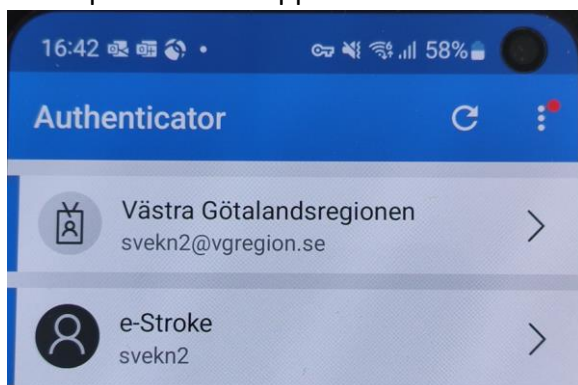 16:42 58%
Authenticator
Västra Götalandsregionen
svekn2@vgregion.se
e-Stroke
svekn2